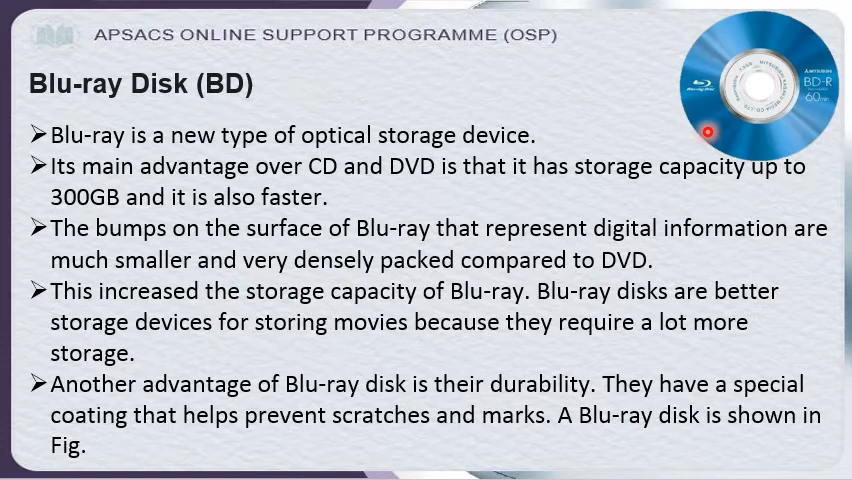 APSACS ONLINE SUPPORT PROGRAMME (OSP)
Blu-ray Disk (BD)
Blu-ray Disc
MITSUBISHI
BD-R
60min
➢Blu-ray is a new type of optical storage device.
➢Its main advantage over CD and DVD is that it has storage capacity up to
300GB and it is also faster.
➢The bumps on the surface of Blu-ray that represent digital information are
much smaller and very densely packed compared to DVD.
➢This increased the storage capacity of Blu-ray. Blu-ray disks are better
storage devices for storing movies because they require a lot more
storage.
➢Another advantage of Blu-ray disk is their durability. They have a special
coating that helps prevent scratches and marks. A Blu-ray disk is shown in
Fig.